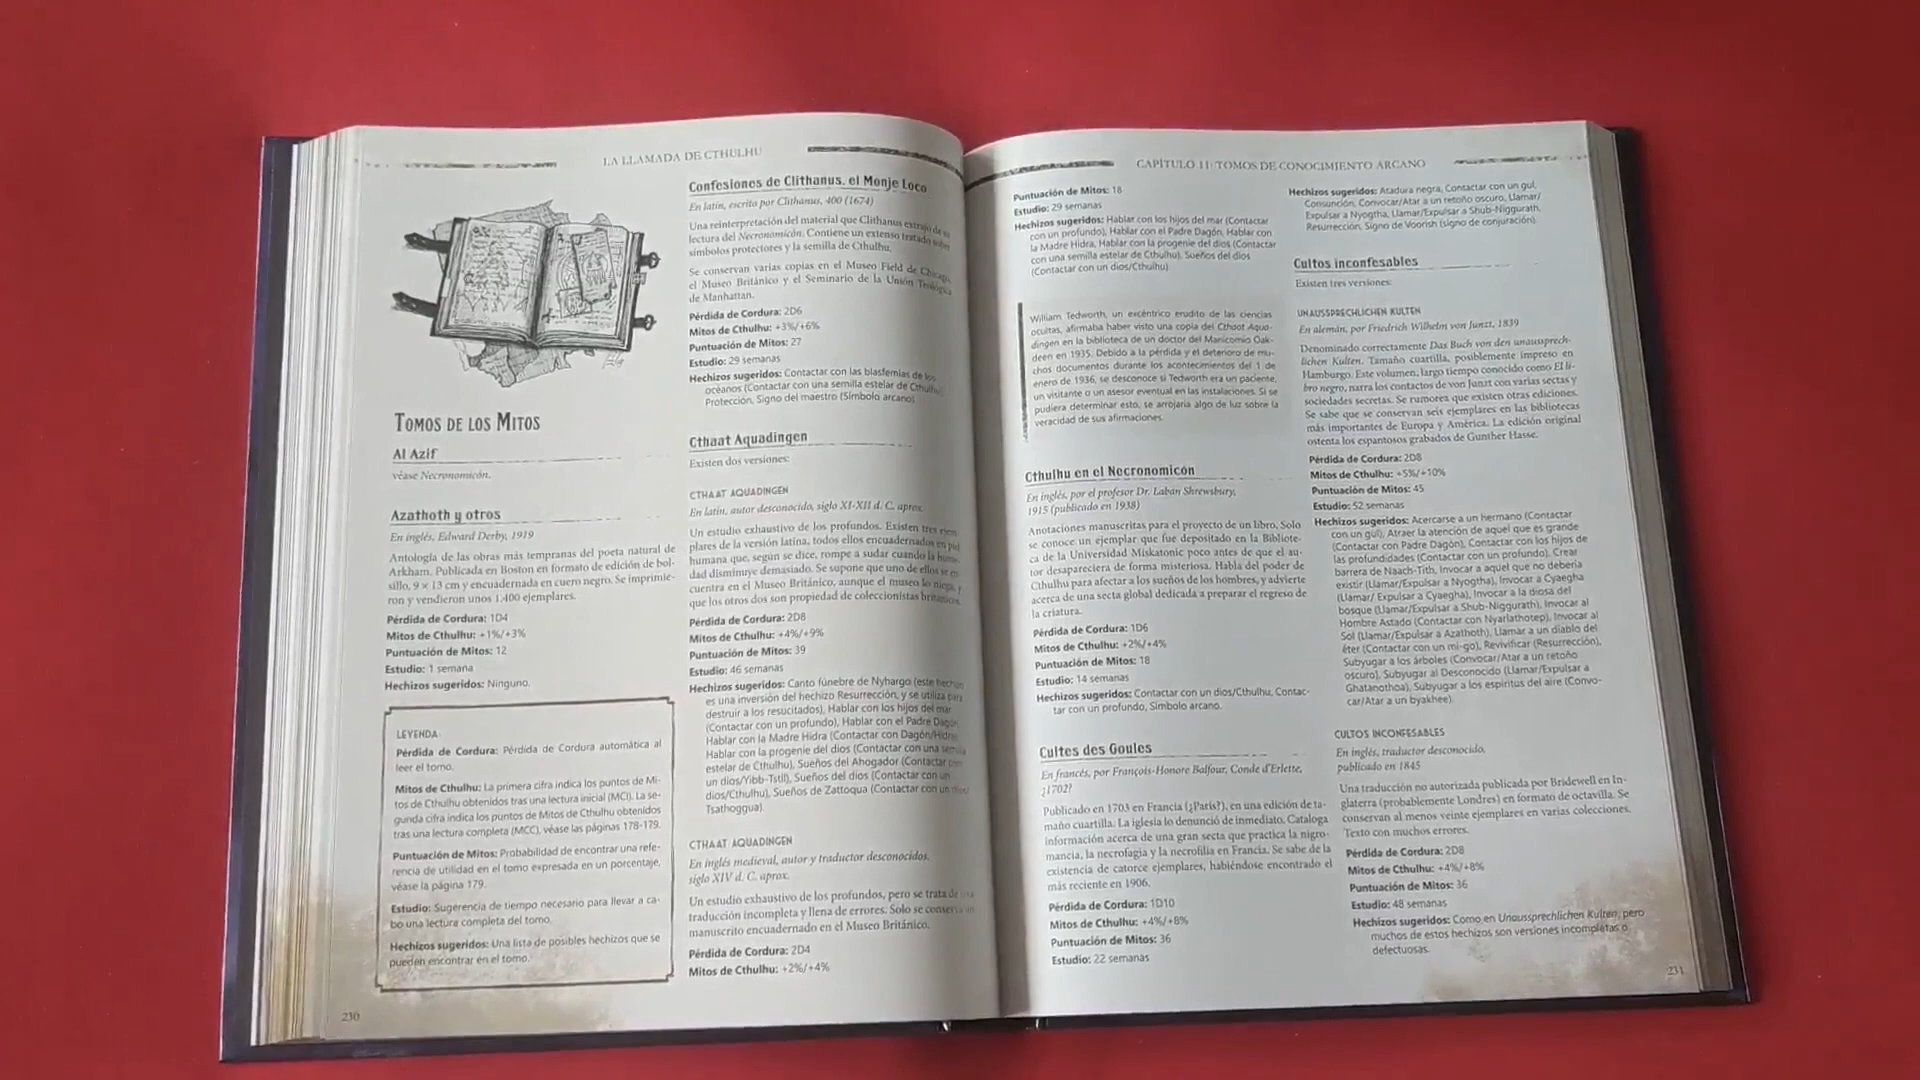 LA LLAMADA DE CTHULHU
TOMOS DE LOS MITOS
Al Azif
véase Necronomicón.
Azathoth y otros
En inglés, Edward Derby, 1919
Antología de las obras más tempranas del poeta natural de
Arkham. Publicada en Boston en formato de edición de bol-
sillo, 9 × 13 cm y encuadernada en cuero negro. Se imprimie-
ron y vendieron unos 1.400 ejemplares.
Pérdida de Cordura: 1D4
Mitos de Cthulhu: +1%/+3%
Puntuación de Mitos: 12
Estudio: 1 semana
Hechizos sugeridos: Ninguno.
LEYENDA
Pérdida de Cordura: Pérdida de Cordura automática al
leer el tomo.
Mitos de Cthulhu: La primera cifra indica los puntos de Mi-
tos de Cthulhu obtenidos tras una lectura inicial (MCI). La se-
gunda cifra indica los puntos de Mitos de Cthulhu obtenidos
tras una lectura completa (MCC), véase las páginas 178-179.
Puntuación de Mitos: Probabilidad de encontrar una refe-
rencia de utilidad en el tomo expresada en un porcentaje,
véase la página 179.
Estudio: Sugerencia de tiempo necesario para llevar a ca-
bo una lectura completa del tomo.
Hechizos sugeridos: Una lista de posibles hechizos que se
pueden encontrar en el tomo.
230
Confesiones de Clithanus, el Monje Loco
En latín, escrito por Clithanus, 400 (1674)
Una reinterpretación del material que Clithanus extrajo de su
lectura del Necronomicón. Contiene un extenso tratado sobre
símbolos protectores y la semilla de Cthulhu.
Se conservan varias copias en el Museo Field de Chicago,
el Museo Británico y el Seminario de la Unión Teológica
de Manhattan.
Pérdida de Cordura: 2D6
Mitos de Cthulhu: +3%/+6%
Puntuación de Mitos: 27
Estudio: 29 semanas
Hechizos sugeridos: Contactar con las blasfemias de los
océanos (Contactar con una semilla estelar de Cthulhu),
Protección, Signo del maestro (Símbolo arcano)
Cthaat Aquadingen
Existen dos versiones:
CTHAAT AQUADINGEN
En latín, autor desconocido, siglo XI-XII d. C. aprox.
Un estudio exhaustivo de los profundos. Existen tres ejem-
plares de la versión latina, todos ellos encuadernados en piel
humana que, según se dice, rompe a sudar cuando la hume-
dad disminuye demasiado. Se supone que uno de ellos se en-
cuentra en el Museo Británico, aunque el museo lo niega, y
que los otros dos son propiedad de coleccionistas británicos.
Pérdida de Cordura: 2D8
Mitos de Cthulhu: +4%/+9%
Puntuación de Mitos: 39
Estudio: 46 semanas
Hechizos sugeridos: Canto fúnebre de Nyhargo (este hechizo
es una inversión del hechizo Resurrección, y se utiliza para
destruir a los resucitados), Hablar con los hijos del mar
(Contactar con un profundo), Hablar con el Padre Dagón,
Hablar con la Madre Hidra (Contactar con Dagón/Hidra),
Hablar con la progenie del dios (Contactar con una semilla
estelar de Cthulhu), Sueños del Ahogador (Contactar con
un dios/Yibb-Tstll), Sueños del dios (Contactar con un
dios/Cthulhu), Sueños de Zattoqua (Contactar con un
Tsathoggua).
CTHAAT AQUADINGEN
En inglés medieval, autor y traductor desconocidos,
siglo XIV d. C. aprox.
Un estudio exhaustivo de los profundos, pero se trata de una
traducción incompleta y llena de errores. Solo se conserva un
manuscrito encuadernado en el Museo Británico.
Pérdida de Cordura: 2D4
Mitos de Cthulhu: +2%/+4%
CAPÍTULO 11: TOMOS DE CONOCIMIENTO ARCANO
Puntuación de Mitos: 18
Estudio: 29 semanas
Hechizos sugeridos: Hablar con los hijos del mar (Contactar
con un profundo), Hablar con el Padre Dagón, Hablar con
la Madre Hidra, Hablar con la progenie del dios (Contactar
con una semilla estelar de Cthulhu), Sueños del dios
(Contactar con un dios/Cthulhu)
William Tedworth, un excéntrico erudito de las ciencias
ocultas, afirmaba haber visto una copia del Cthaat Aqua-
dingen en la biblioteca de un doctor del Manicomio Oak-
deen en 1935. Debido a la pérdida y el deterioro de mu-
chos documentos durante los acontecimientos del 1 de
enero de 1936, se desconoce si Tedworth era un paciente,
un visitante o un asesor eventual en las instalaciones. Si se
pudiera determinar esto, se arrojaría algo de luz sobre la
veracidad de sus afirmaciones.
Cthulhu en el Necronomicón
En inglés, por el profesor Dr. Laban Shrewsbury,
1915 (publicado en 1938)
Anotaciones manuscritas para el proyecto de un libro. Solo
se conoce un ejemplar que fue depositado en la Bibliote-
ca de la Universidad Miskatonic poco antes de que el au-
tor desapareciera de forma misteriosa. Habla del poder de
Cthulhu para afectar a los sueños de los hombres, y advierte
acerca de una secta global dedicada a preparar el regreso de
la criatura.
Pérdida de Cordura: 1D6
Mitos de Cthulhu: +2%/+4%
Puntuación de Mitos: 18
Estudio: 14 semanas
Hechizos sugeridos: Contactar con un dios/Cthulhu, Contac-
tar con un profundo, Símbolo arcano.
Cultes des Goules
En francés, por François-Honore Balfour, Conde d'Erlette,
¿1702?
Publicado en 1703 en Francia (¿París?), en una edición de ta-
maño cuartilla. La iglesia lo denunció de inmediato. Cataloga
información acerca de una gran secta que practica la nigro-
mancia, la necrofagia y la necrofilia en Francia. Se sabe de la
existencia de catorce ejemplares, habiéndose encontrado el
más reciente en 1906.
Pérdida de Cordura: 1D10
Mitos de Cthulhu: +4%/+8%
Puntuación de Mitos: 36
Estudio: 22 semanas
Hechizos sugeridos: Atadura negra, Contactar con un gul,
Consunción, Convocar/Atar a un retoño oscuro, Llamar/
Expulsar a Nyogtha, Llamar/Expulsar a Shub-Niggurath,
Resurrección, Signo de Voorish (signo de conjuración).
Cultos inconfesables
Existen tres versiones:
UNAUSSPRECHLICHEN KULTEN
En alemán, por Friedrich Wilhelm von Junzt, 1839
Denominado correctamente Das Buch von den unaussprech-
lichen Kulten. Tamaño cuartilla, posiblemente impreso en
Hamburgo. Este volumen, largo tiempo conocido como El li-
bro negro, narra los contactos de von Junzt con varias sectas y
sociedades secretas. Se rumorea que existen otras ediciones.
Se sabe que se conservan seis ejemplares en las bibliotecas
más importantes de Europa y América. La edición original
ostenta los espantosos grabados de Gunther Hasse.
Pérdida de Cordura: 2D8
Mitos de Cthulhu: +5%/+10%
Puntuación de Mitos: 45
Estudio: 52 semanas
Hechizos sugeridos: Acercarse a un hermano (Contactar
con un gul), Atraer la atención de aquel que es grande
(Contactar con Padre Dagón), Contactar con los hijos de
las profundidades (Contactar con un profundo), Crear
barrera de Naach-Tith, Invocar a aquel que no debería
existir (Llamar/Expulsar a Nyogtha), Invocar a Cyaegha
(Llamar/ Expulsar a Cyaegha), Invocar a la diosa del
bosque (Llamar/Expulsar a Shub-Niggurath), Invocar al
Hombre Astado (Contactar con Nyarlathotep), Invocar al
Sol (Llamar/Expulsar a Azathoth), Llamar a un diablo del
éter (Contactar con un mi-go), Revivificar (Resurrección),
Subyugar a los árboles (Convocar/Atar a un retoño
oscuro), Subyugar al Desconocido (Llamar/Expulsar a
Ghatanothoa), Subyugar a los espíritus del aire (Convo-
car/Atar a un byakhee).
CULTOS INCONFESABLES
En inglés, traductor desconocido,
publicado en 1845
Una traducción no autorizada publicada por Bridewell en In-
glaterra (probablemente Londres) en formato de octavilla. Se
conservan al menos veinte ejemplares en varias colecciones.
Texto con muchos errores.
Pérdida de Cordura: 2D8
Mitos de Cthulhu: +4%/+8%
Puntuación de Mitos: 36
Estudio: 48 semanas
Hechizos sugeridos: Como en Unaussprechlichen Kulten, pero
muchos de estos hechizos son versiones incompletas o
defectuosas.
231